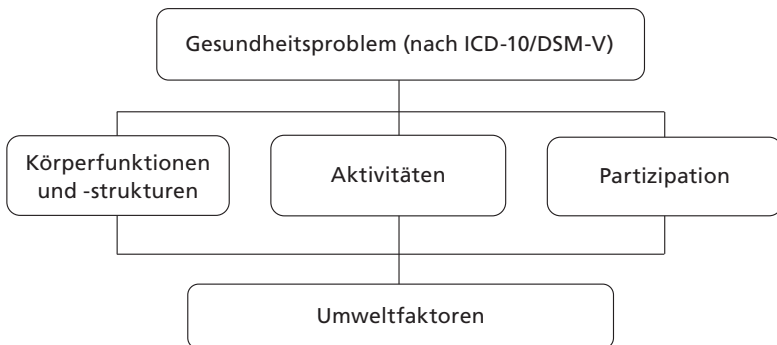 Gesundheitsproblem (nach ICD-10/DSM-V)
Körperfunktionen
und -strukturen
Aktivitäten
Partizipation
Umweltfaktoren